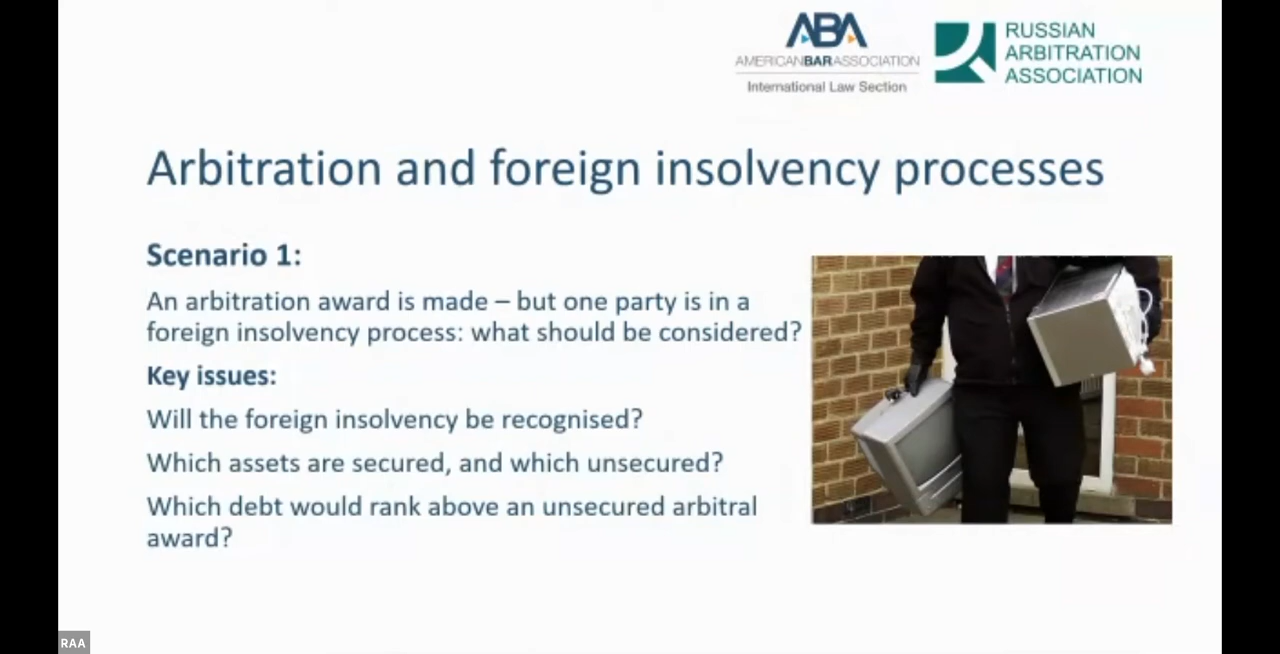 ABA
AMERICANBARASSOCIATION
International Law Section
RUSSIAN
ARBITRATION
ASSOCIATION
Arbitration and foreign insolvency processes
Scenario 1:
An arbitration award is made – but one party is in a
foreign insolvency process: what should be considered?
Key issues:
Will the foreign insolvency be recognised?
Which assets are secured, and which unsecured?
Which debt would rank above an unsecured arbitral
award?
RAA